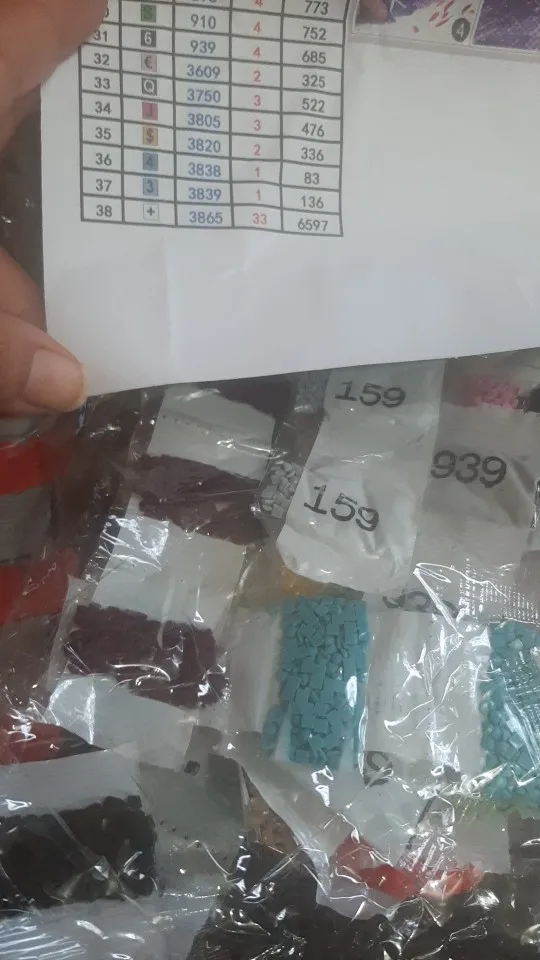 4 773
S 910 4 752
31 6 939 4 685
32 € 3609 2 325
33 Q 3750 3 522
34 J 3805 3 476
35 $ 3820 2 336
36 4 3838 1 83
37 3 3839 1 136
38 + 3865 33 6597
4
159
939
159